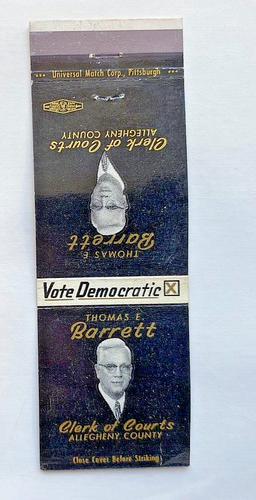 *** Universal Match Corp., Pittsburgh ***
Clerk of Courts
ALLEGHENY COUNTY
THOMAS E.
Barrett
Vote Democratic X
THOMAS E.
Barrett
Clerk of Courts
ALLEGHENY COUNTY
Close Cover Before Striking